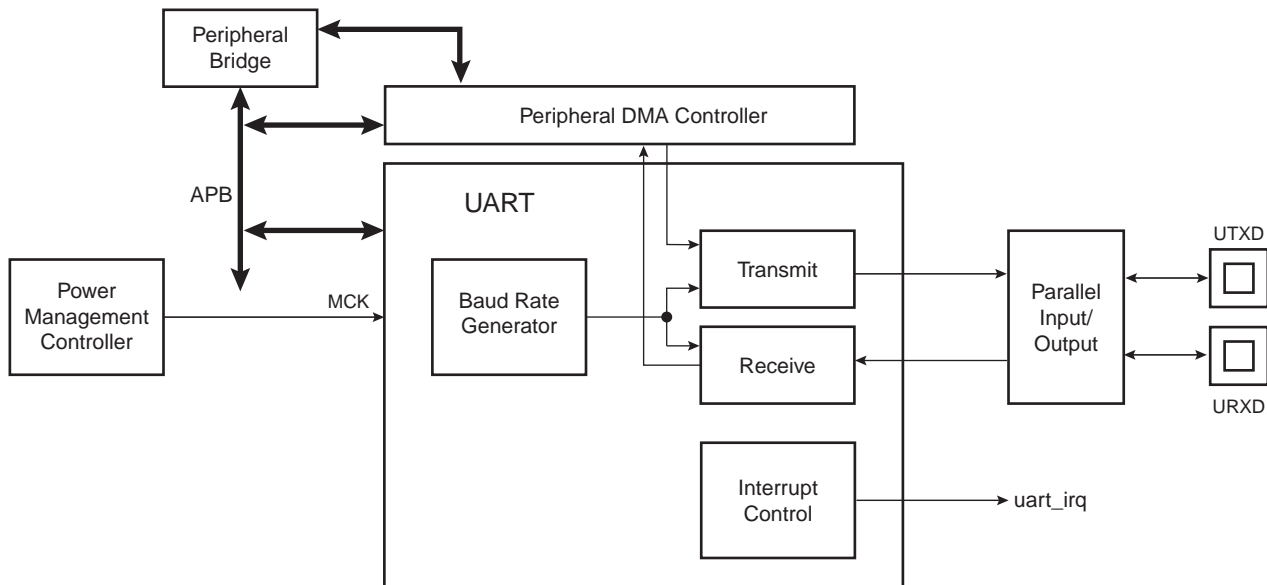 Peripheral
Bridge
Peripheral DMA Controller
APB
UART
Power
Management
Controller
MCK
Baud Rate
Generator
Transmit
Receive
Parallel
Input/
Output
UTXD
URXD
Interrupt
Control
uart_irq